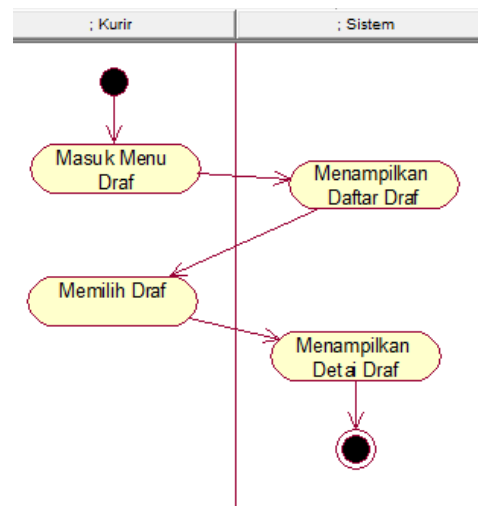 ; Kurir
; Sistem
Masuk Menu
Draf
Menampilkan
Daftar Draf
Memilih Draf
Menampilkan
Detai Draf